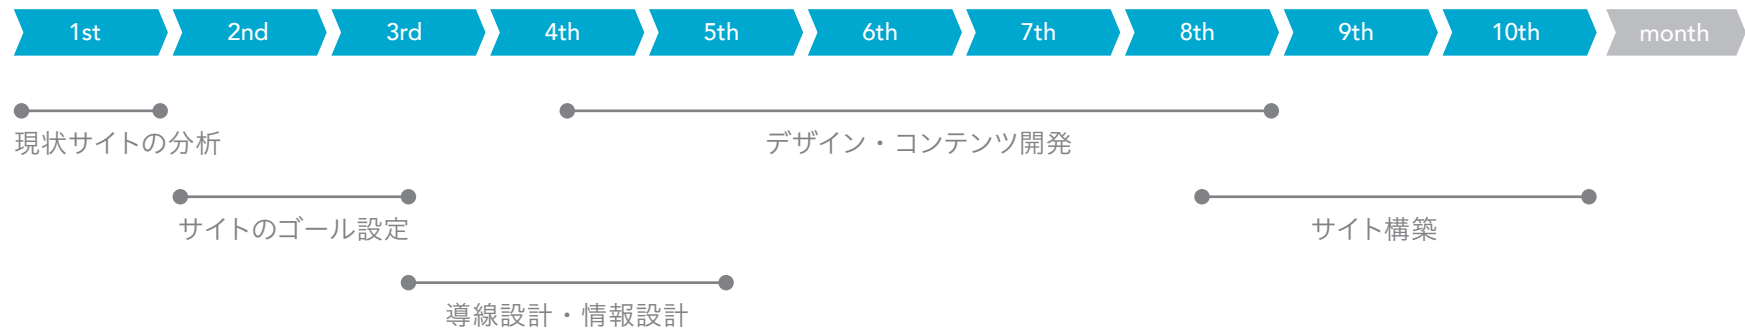 1st 2nd 3rd 4th 5th 6th 7th 8th 9th 10th month
現状サイトの分析 デザイン・コンテンツ開発
サイトのゴール設定 サイト構築
導線設計・情報設計